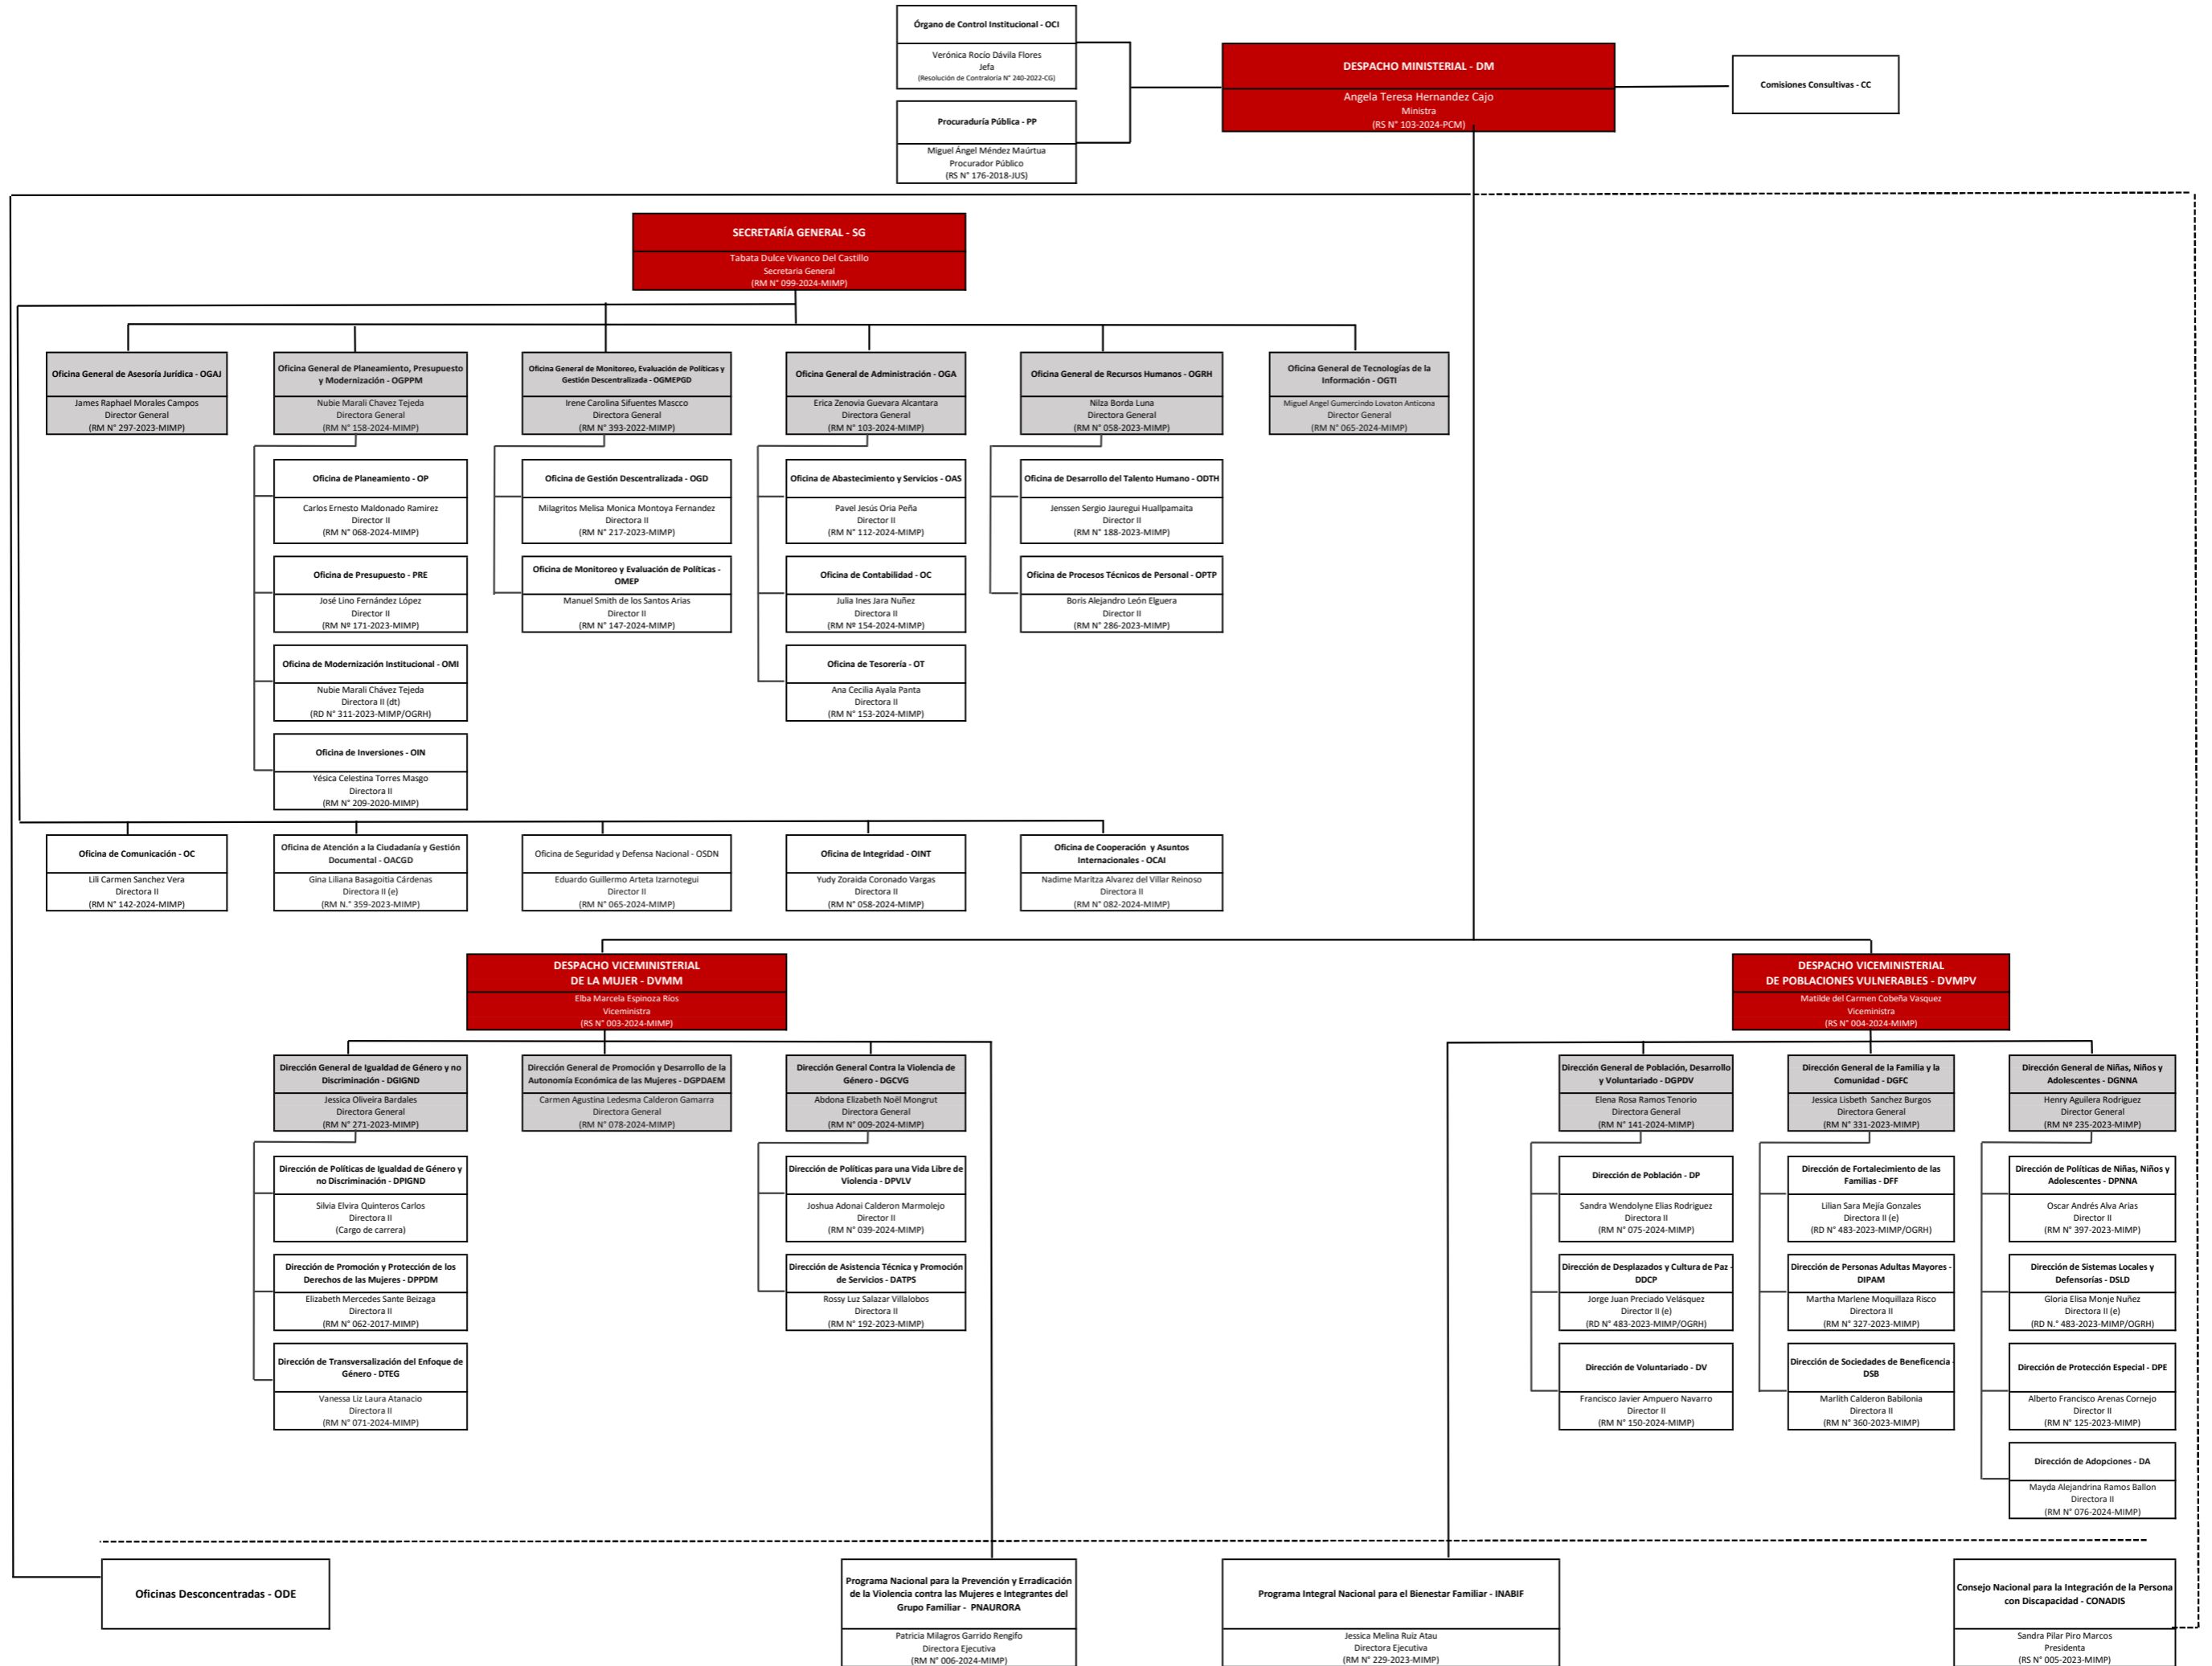 Órgano de Control Institucional - OCI
Verónica Rocío Dávila Flores
Jefa
(Resolución de Contraloría N° 240-2022-CG)
DESPACHO MINISTERIAL - DM
Angela Teresa Hernandez Cajo
Ministra
(RS N° 103-2024-PCM)
Comisiones Consultivas - CC
Procuraduría Pública - PP
Miguel Ángel Méndez Maúrtua
Procurador Público
(RS N° 176-2018-JUS)
SECRETARÍA GENERAL - SG
Tabata Dulce Vivanco Del Castillo
Secretaria General
(RM N° 099-2024-MIMP)
Oficina General de Asesoría Jurídica - OGAJ
James Raphael Morales Campos
Director General
(RM N° 297-2023-MIMP)
Oficina General de Planeamiento, Presupuesto
y Modernización - OGPPM
Nubie Marali Chavez Tejeda
Directora General
(RM N° 158-2024-MIMP)
Oficina General de Monitoreo, Evaluación de Políticas y
Gestión Descentralizada - OGMEPGD
Irene Carolina Sifuentes Mascco
Directora General
(RM N° 393-2022-MIMP)
Oficina General de Administración - OGA
Erica Zenovia Guevara Alcantara
Directora General
(RM N° 103-2024-MIMP)
Oficina General de Recursos Humanos - OGRH
Nilza Borda Luna
Directora General
(RM N° 058-2023-MIMP)
Oficina General de Tecnologías de la
Información - OGTI
Miguel Angel Gumercindo Lovaton Anticona
Director General
(RM N° 065-2024-MIMP)
Oficina de Planeamiento - OP
Carlos Ernesto Maldonado Ramirez
Director II
(RM N° 068-2024-MIMP)
Oficina de Presupuesto - PRE
José Lino Fernández López
Director II
(RM Nº 171-2023-MIMP)
Oficina de Modernización Institucional - OMI
Nubie Marali Chávez Tejeda
Directora II (dt)
(RD N° 311-2023-MIMP/OGRH)
Oficina de Inversiones - OIN
Yésica Celestina Torres Masgo
Directora II
(RM N° 209-2020-MIMP)
Oficina de Gestión Descentralizada - OGD
Milagritos Melisa Monica Montoya Fernandez
Directora II
(RM N° 217-2023-MIMP)
Oficina de Monitoreo y Evaluación de Políticas -
OMEP
Manuel Smith de los Santos Arias
Director II
(RM N° 147-2024-MIMP)
Oficina de Abastecimiento y Servicios - OAS
Pavel Jesús Oria Peña
Director II
(RM N° 112-2024-MIMP)
Oficina de Contabilidad - OC
Julia Ines Jara Nuñez
Directora II
(RM Nº 154-2024-MIMP)
Oficina de Tesorería - OT
Ana Cecilia Ayala Panta
Directora II
(RM N° 153-2024-MIMP)
Oficina de Desarrollo del Talento Humano - ODTH
Jenssen Sergio Jauregui Huallpamaita
Director II
(RM N° 188-2023-MIMP)
Oficina de Procesos Técnicos de Personal - OPTP
Boris Alejandro León Elguera
Director II
(RM N° 286-2023-MIMP)
Oficina de Comunicación - OC
Lili Carmen Sanchez Vera
Directora II
(RM N° 142-2024-MIMP)
Oficina de Atención a la Ciudadanía y Gestión
Documental - OACGD
Gina Liliana Basagoitia Cárdenas
Directora II (e)
(RM N.° 359-2023-MIMP)
Oficina de Seguridad y Defensa Nacional - OSDN
Eduardo Guillermo Arteta Izarnotegui
Director II
(RM N° 065-2024-MIMP)
Oficina de Integridad - OINT
Yudy Zoraida Coronado Vargas
Directora II
(RM N° 058-2024-MIMP)
Oficina de Cooperación y Asuntos
Internacionales - OCAI
Nadime Maritza Alvarez del Villar Reinoso
Directora II
(RM N° 082-2024-MIMP)
DESPACHO VICEMINISTERIAL
DE LA MUJER - DVMM
Elba Marcela Espinoza Ríos
Viceministra
(RS N° 003-2024-MIMP)
DESPACHO VICEMINISTERIAL
DE POBLACIONES VULNERABLES - DVMPV
Matilde del Carmen Cobeña Vasquez
Viceministra
(RS N° 004-2024-MIMP)
Dirección General de Igualdad de Género y no
Discriminación - DGIGND
Jessica Oliveira Bardales
Directora General
(RM N° 271-2023-MIMP)
Dirección General de Promoción y Desarrollo de la
Autonomía Económica de las Mujeres - DGPDAEM
Carmen Agustina Ledesma Calderon Gamarra
Directora General
(RM N° 078-2024-MIMP)
Dirección General Contra la Violencia de
Género - DGCVG
Abdona Elizabeth Noël Mongrut
Directora General
(RM N° 009-2024-MIMP)
Dirección General de Población, Desarrollo
y Voluntariado - DGPDV
Elena Rosa Ramos Tenorio
Directora General
(RM N° 141-2024-MIMP)
Dirección General de la Familia y la
Comunidad - DGFC
Jessica Lisbeth Sanchez Burgos
Directora General
(RM N° 331-2023-MIMP)
Dirección General de Niñas, Niños y
Adolescentes - DGNNA
Henry Aguilera Rodriguez
Director General
(RM Nº 235-2023-MIMP)
Dirección de Políticas de Igualdad de Género y
no Discriminación - DPIGND
Silvia Elvira Quinteros Carlos
Directora II
(Cargo de carrera)
Dirección de Promoción y Protección de los
Derechos de las Mujeres - DPPDM
Elizabeth Mercedes Sante Beizaga
Directora II
(RM N° 062-2017-MIMP)
Dirección de Transversalización del Enfoque de
Género - DTEG
Vanessa Liz Laura Atanacio
Directora II
(RM N° 071-2024-MIMP)
Dirección de Políticas para una Vida Libre de
Violencia - DPVLV
Joshua Adonai Calderon Marmolejo
Director II
(RM N° 039-2024-MIMP)
Dirección de Asistencia Técnica y Promoción
de Servicios - DATPS
Rossy Luz Salazar Villalobos
Directora II
(RM N° 192-2023-MIMP)
Dirección de Población - DP
Sandra Wendolyne Elias Rodriguez
Directora II
(RM N° 075-2024-MIMP)
Dirección de Desplazados y Cultura de Paz -
DDCP
Jorge Juan Preciado Velásquez
Director II (e)
(RD N° 483-2023-MIMP/OGRH)
Dirección de Voluntariado - DV
Francisco Javier Ampuero Navarro
Director II
(RM N° 150-2024-MIMP)
Dirección de Fortalecimiento de las
Familias - DFF
Lilian Sara Mejía Gonzales
Directora II (e)
(RD N° 483-2023-MIMP/OGRH)
Dirección de Personas Adultas Mayores -
DIPAM
Martha Marlene Moquillaza Risco
Directora II
(RM N° 327-2023-MIMP)
Dirección de Sociedades de Beneficencia -
DSB
Marlith Calderon Babilonia
Directora II
(RM N° 360-2023-MIMP)
Dirección de Políticas de Niñas, Niños y
Adolescentes - DPNNA
Oscar Andrés Alva Arias
Director II
(RM N° 397-2023-MIMP)
Dirección de Sistemas Locales y
Defensorías - DSLD
Gloria Elisa Monje Nuñez
Directora II (e)
(RD N.° 483-2023-MIMP/OGRH)
Dirección de Protección Especial - DPE
Alberto Francisco Arenas Cornejo
Director II
(RM N° 125-2023-MIMP)
Dirección de Adopciones - DA
Mayda Alejandrina Ramos Ballon
Directora II
(RM N° 076-2024-MIMP)
Oficinas Desconcentradas - ODE
Programa Nacional para la Prevención y Erradicación
de la Violencia contra las Mujeres e Integrantes del
Grupo Familiar - PNAURORA
Patricia Milagros Garrido Rengifo
Directora Ejecutiva
(RM N° 006-2024-MIMP)
Programa Integral Nacional para el Bienestar Familiar - INABIF
Jessica Melina Ruiz Atau
Directora Ejecutiva
(RM N° 229-2023-MIMP)
Consejo Nacional para la Integración de la Persona
con Discapacidad - CONADIS
Sandra Pilar Piro Marcos
Presidenta
(RS N° 005-2023-MIMP)